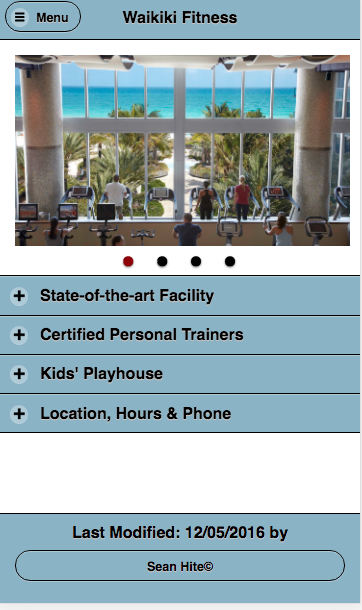 Menu
Waikiki Fitness
State-of-the-art Facility
Certified Personal Trainers
Kids' Playhouse
Location, Hours & Phone
Last Modified: 12/05/2016 by
Sean Hite©